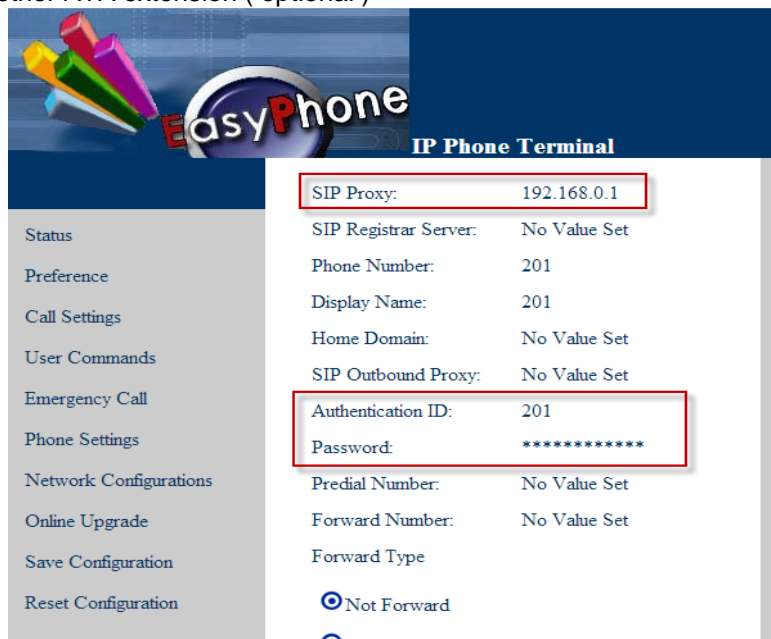 extension ( optional )
EasyPhone
IP Phone Terminal
SIP Proxy: 192.168.0.1
Status
Preference
Call Settings
User Commands
Emergency Call
Phone Settings
Network Configurations
Online Upgrade
Save Configuration
Reset Configuration
SIP Registrar Server: No Value Set
Phone Number: 201
Display Name: 201
Home Domain: No Value Set
SIP Outbound Proxy: No Value Set
Authentication ID: 201
Password: ************
Predial Number: No Value Set
Forward Number: No Value Set
Forward Type
Not Forward